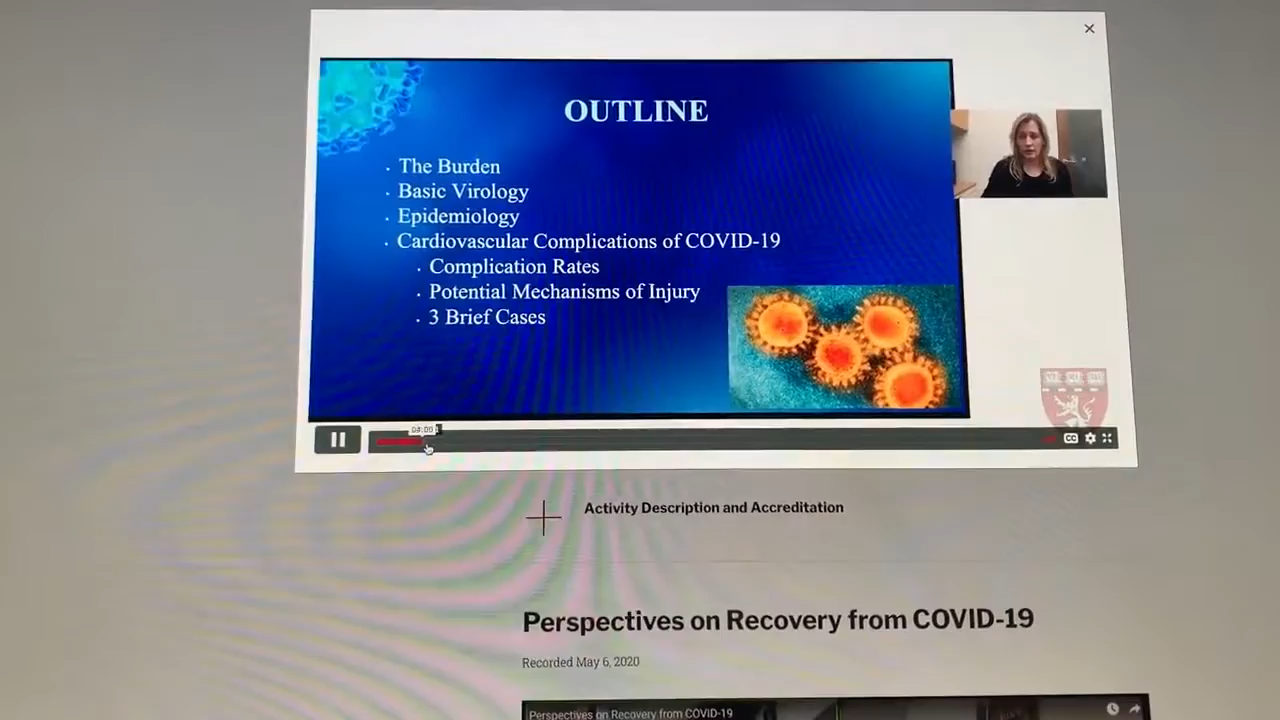 OUTLINE
· The Burden
· Basic Virology
· Epidemiology
· Cardiovascular Complications of COVID-19
· Complication Rates
· Potential Mechanisms of Injury
· 3 Brief Cases
CC
Activity Description and Accreditation
Perspectives on Recovery from COVID-19
Recorded May 6, 2020
Perspectives on Recovery from COVID-19